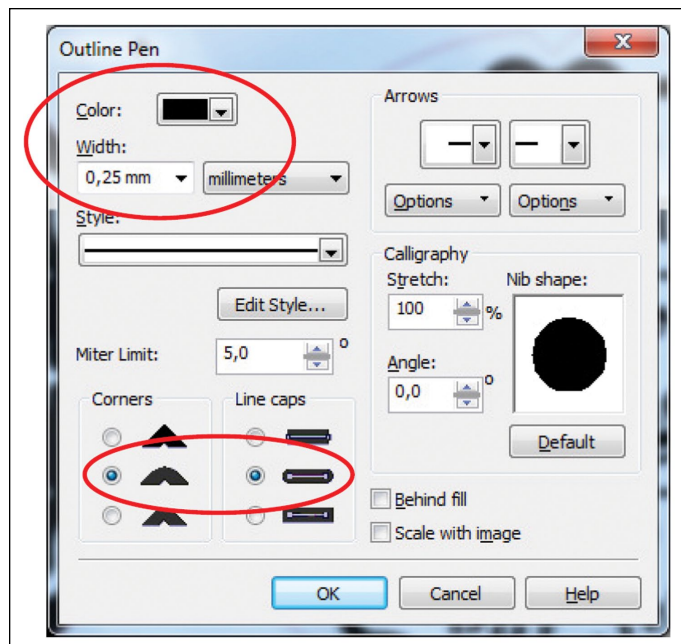 Outline Pen
Color:
Width:
0,25 mm
millimeters
Style:
Edit Style...
Miter Limit:
5,0
o
Corners
Line caps
Arrows
Options
Options
Calligraphy
Stretch:
Nib shape:
100
%
Angle:
0,0
o
Default
Behind fill
Scale with image
OK
Cancel
Help